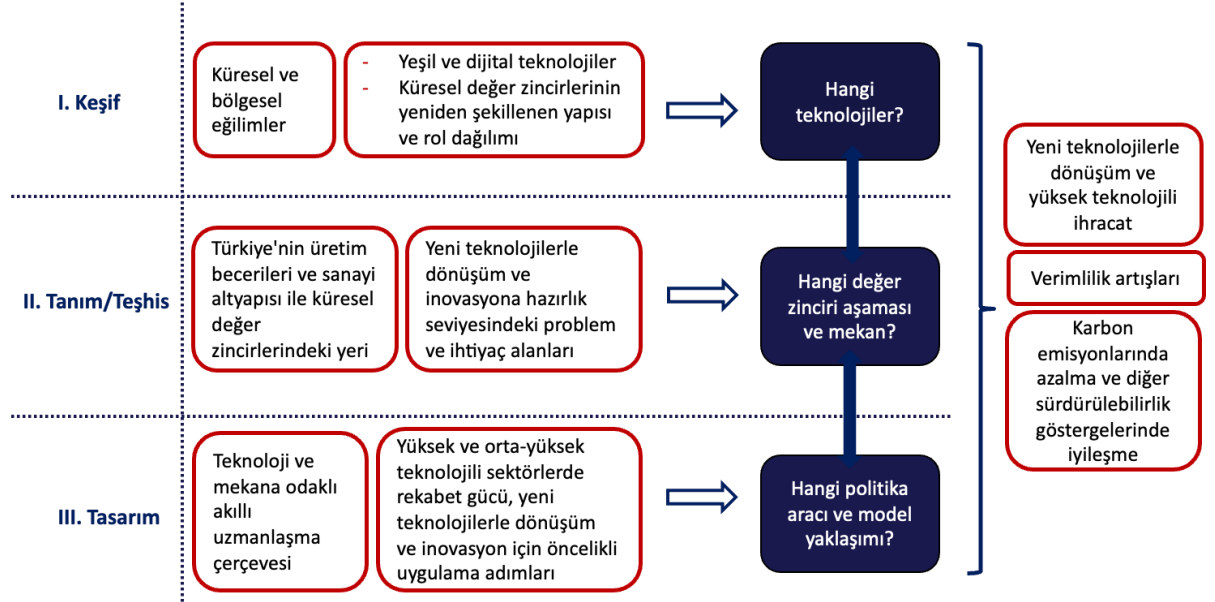 I. Keşif
Küresel ve
bölgesel
eğilimler
- Yeşil ve dijital teknolojiler
- Küresel değer zincirlerinin
yeniden şekillenen yapısı
ve rol dağılımı
Hangi
teknolojiler?
II. Tanım/Teşhis
Türkiye'nin üretim
becerileri ve sanayi
altyapısı ile küresel
değer
zincirlerindeki yeri
Yeni teknolojilerle
dönüşüm ve
inovasyona hazırlık
seviyesindeki problem
ve ihtiyaç alanları
Hangi değer
zinciri aşaması
ve mekan?
III. Tasarım
Teknoloji ve
mekana odaklı
akıllı
uzmanlaşma
çerçevesi
Yüksek ve orta-yüksek
teknolojili sektörlerde
rekabet gücü, yeni
teknolojilerle dönüşüm
ve inovasyon için öncelikli
uygulama adımları
Hangi politika
aracı ve model
yaklaşımı?
Yeni teknolojilerle
dönüşüm ve
yüksek teknolojili
ihracat
Verimlilik artışları
Karbon
emisyonlarında
azalma ve diğer
sürdürülebilirlik
göstergelerinde
iyileşme